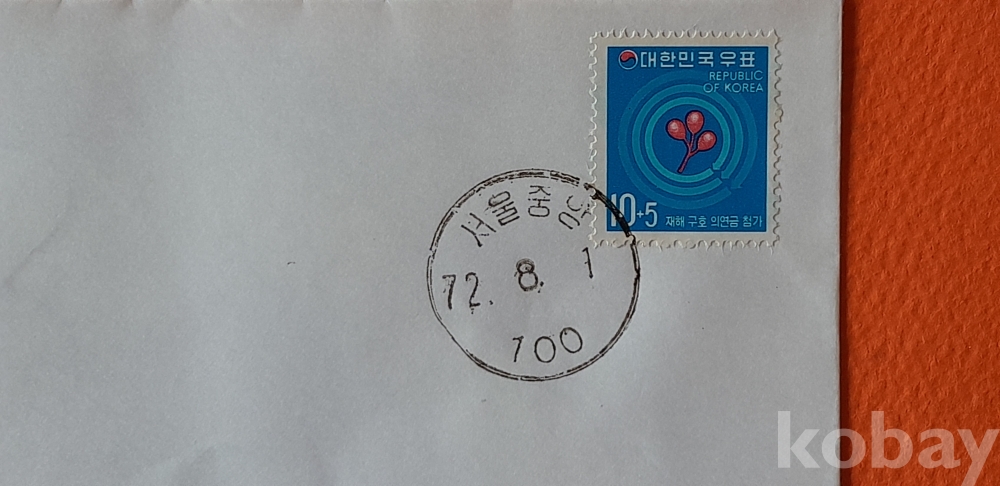 대한민국우표
REPUBLIC
OF KOREA
10+5 재해 구호 의연금 첨가
서울중앙
72. 8. 1
100
kobay